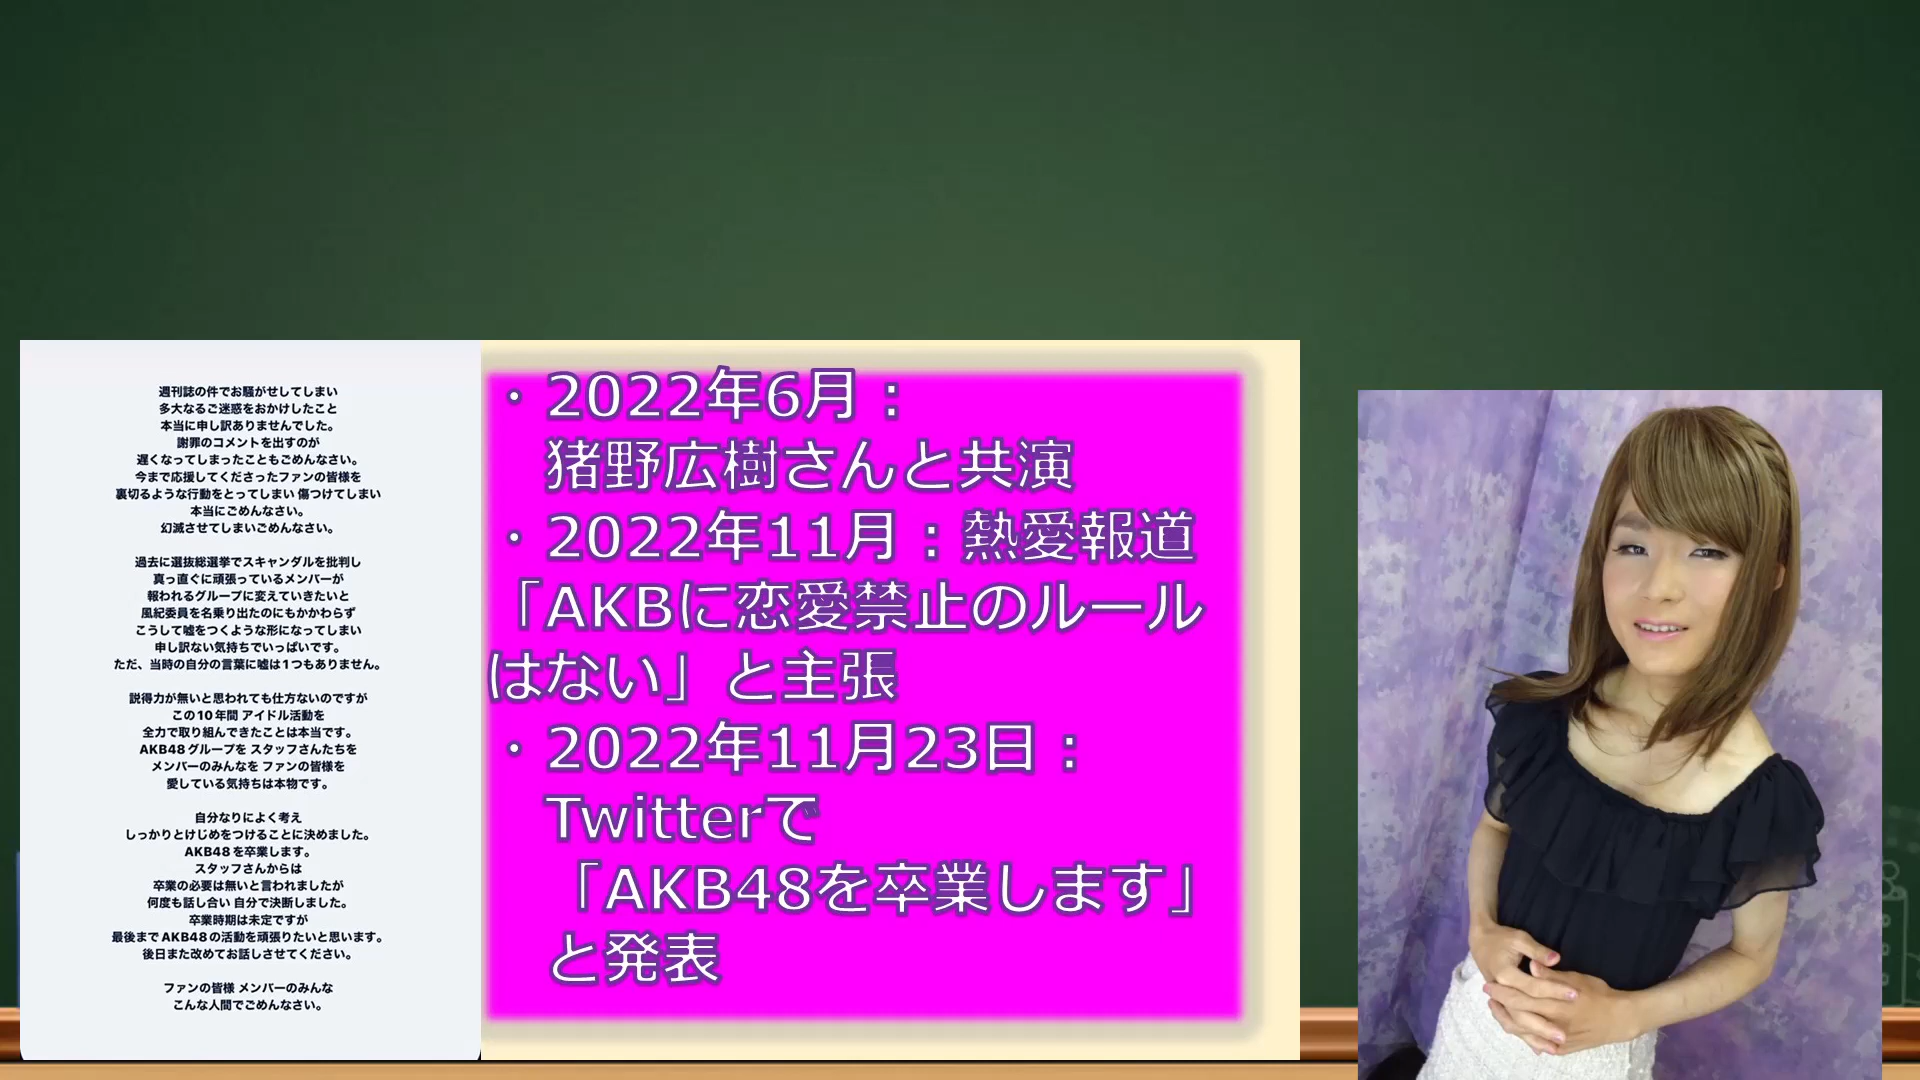 週刊誌の件でお騒がせしてしまい
多大なるご迷惑をおかけしたこと
本当に申し訳ありませんでした。
謝罪のコメントを出すのが
遅くなってしまったこともごめんなさい。
今まで応援してくださったファンの皆様を
裏切るような行動をとってしまい 傷つけてしまい
本当にごめんなさい。
幻滅させてしまいごめんなさい。
過去に選抜総選挙でスキャンダルを批判し
真っ直ぐに頑張っているメンバーが
報われるグループに変えていきたいと
風紀委員を名乗り出たのにもかかわらず
こうして嘘をつくような形になってしまい
申し訳ない気持ちでいっぱいです。
ただ、当時の自分の言葉に嘘は1つもありません。
説得力が無いと思われても仕方ないのですが
この10年間 アイドル活動を
全力で取り組んできたことは本当です。
AKB48グループを スタッフさんたちを
メンバーのみんなを ファンの皆様を
愛している気持ちは本物です。
自分なりによく考え
しっかりとけじめをつけることに決めました。
AKB48を卒業します。
スタッフさんからは
卒業の必要は無いと言われましたが
何度も話し合い 自分で決断しました。
卒業時期は未定ですが
最後までAKB48の活動を頑張りたいと思います。
後日また改めてお話しさせてください。
ファンの皆様 メンバーのみんな
こんな人間でごめんなさい。
・2022年6月：
猪野広樹さんと共演
・2022年11月：熱愛報道
「AKBに恋愛禁止のルール
はない」と主張
・2022年11月23日：
Twitterで
「AKB48を卒業します」
と発表